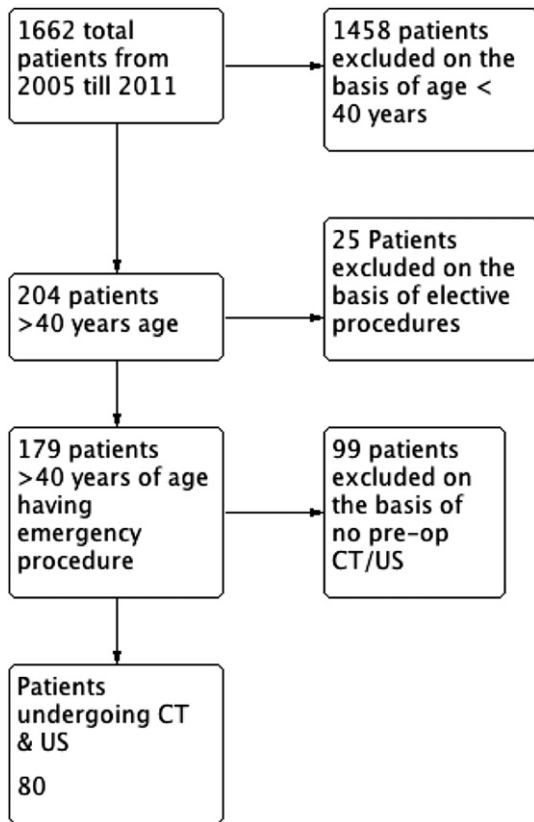 1662 total
patients from
2005 till 2011
1458 patients
excluded on the
basis of age <
40 years
25 Patients
excluded on the
basis of elective
procedures
204 patients
>40 years age
179 patients
>40 years of age
having
emergency
procedure
99 patients
excluded on
the basis of
no pre-op
CT/US
Patients
undergoing CT
& US
80